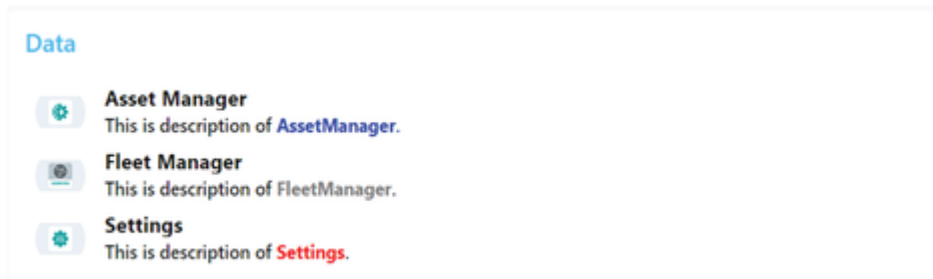 Data
Asset Manager
This is description of AssetManager.
Fleet Manager
This is description of FleetManager.
Settings
This is description of Settings.